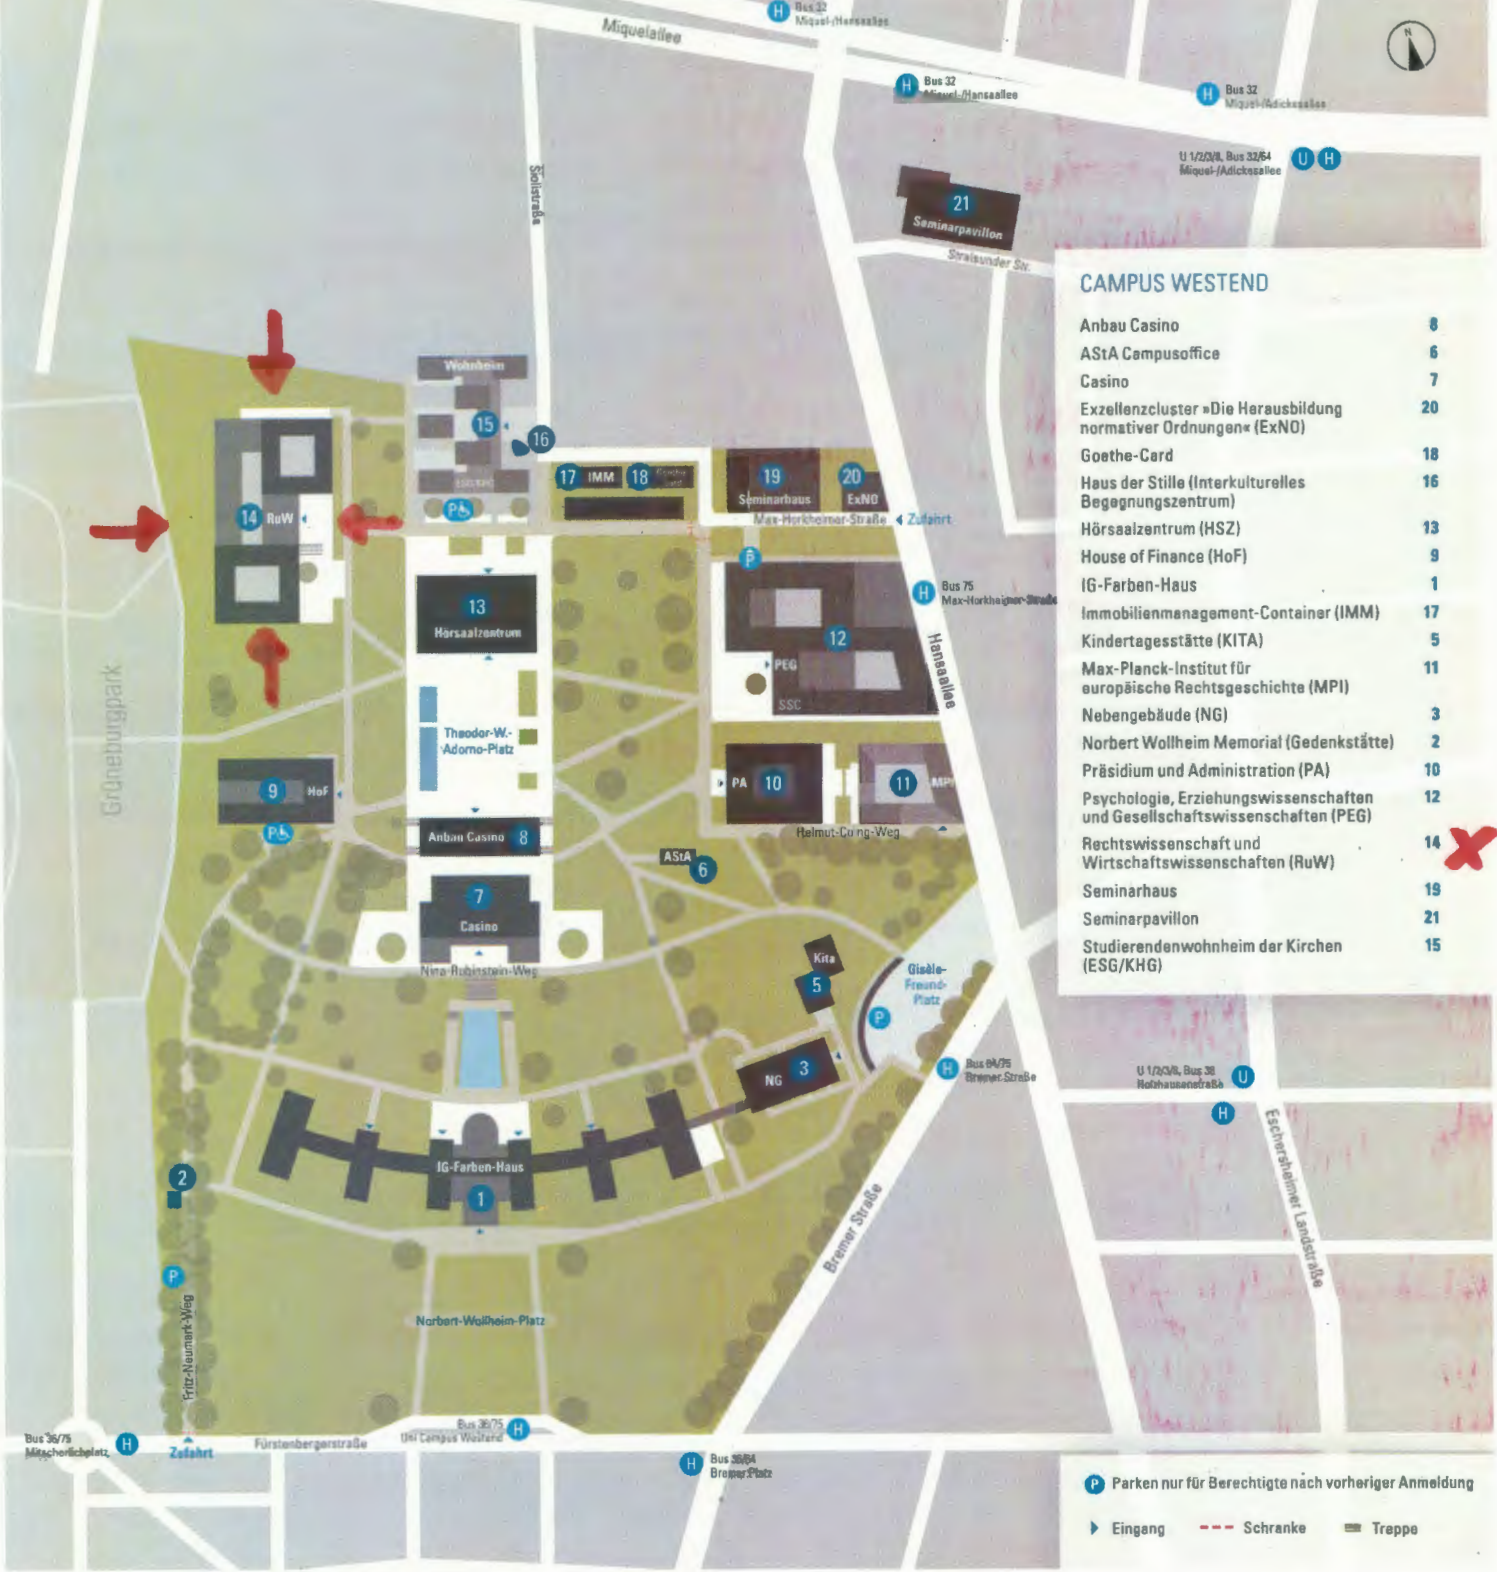 Bus 32
Miquel-/Hansaallee
Miquelallee
N
H
H
Bus 32
Miquel-/Hansaallee
H
Bus 32
Miquel-/Adickesallee
U 1/2/3/8, Bus 32/64
Miquel-/Adickesallee
U H
21
Seminarpavillon
Stralsunder Str.
CAMPUS WESTEND
Anbau Casino 8
AStA Campusoffice 6
Casino 7
Exzellenzcluster »Die Herausbildung 20
normativer Ordnungen« (ExNO)
Goethe-Card 18
Haus der Stille (Interkulturelles 16
Begegnungszentrum)
Hörsaalzentrum (HSZ) 13
House of Finance (HoF) 9
IG-Farben-Haus 1
Immobilienmanagement-Container (IMM) 17
Kindertagesstätte (KITA) 5
Max-Planck-Institut für 11
europäische Rechtsgeschichte (MPI)
Nebengebäude (NG) 3
Norbert Wollheim Memorial (Gedenkstätte) 2
Präsidium und Administration (PA) 10
Psychologie, Erziehungswissenschaften 12
und Gesellschaftswissenschaften (PEG)
Rechtswissenschaft und 14
Wirtschaftswissenschaften (RuW)
Seminarhaus 19
Seminarpavillon 21
Studierendenwohnheim der Kirchen 15
(ESG/KHG)
Wohnheim
15
16
17 IMM 18
19
Seminarhaus
20
ExNO
Max-Horkheimer-Straße
Zufahrt
14 RuW
P
P
13
Hörsaalzentrum
12
PEG
SSC
H
Bus 75
Max-Horkheimer-Straße
Hansaallee
Grüneburgpark
Theodor-W.-
Adorno-Platz
9 HoF
P
PA 10
11 MPI
Helmut-Coing-Weg
Anbau Casino 8
AStA
6
7
Casino
Nina-Rubinstein-Weg
Kita
5
Gisèle-
Freund-
Platz
P
NG 3
H
Bus 64/75
Bremer Straße
U 1/2/3/8, Bus 36
Holzhausenstraße
U
H
Eschersheimer Landstraße
IG-Farben-Haus
1
2
P
Fritz-Neumark-Weg
Norbert-Wollheim-Platz
Bremer Straße
Bus 36/75
Mitscherlichplatz
H
Zufahrt
Fürstenbergerstraße
Bus 36/75
Uni Campus Westend
H
H
Bus 36/64
Bremer Platz
P Parken nur für Berechtigte nach vorheriger Anmeldung
Eingang Schranke Treppe